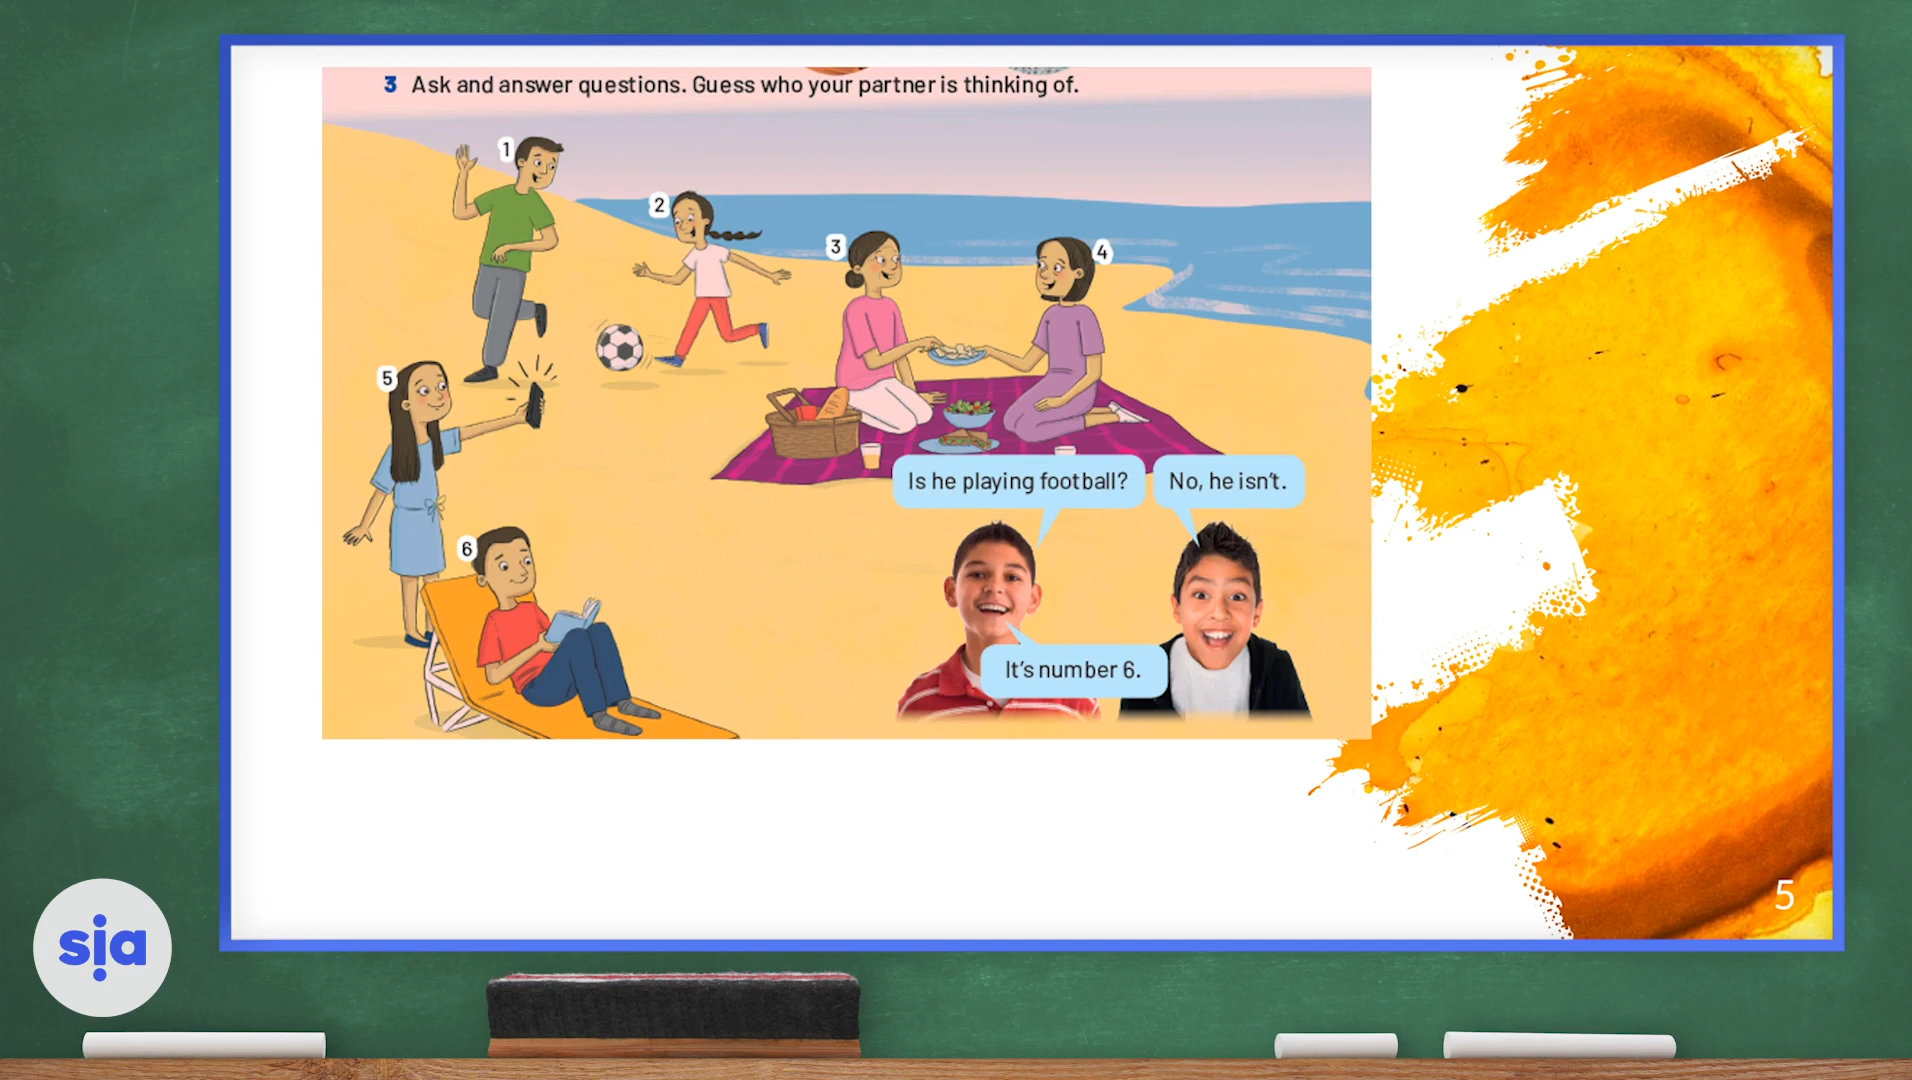 3 Ask and answer questions. Guess who your partner is thinking of.
1
2
3
4
5
6
Is he playing football?
No, he isn't.
It's number 6.
5
sia